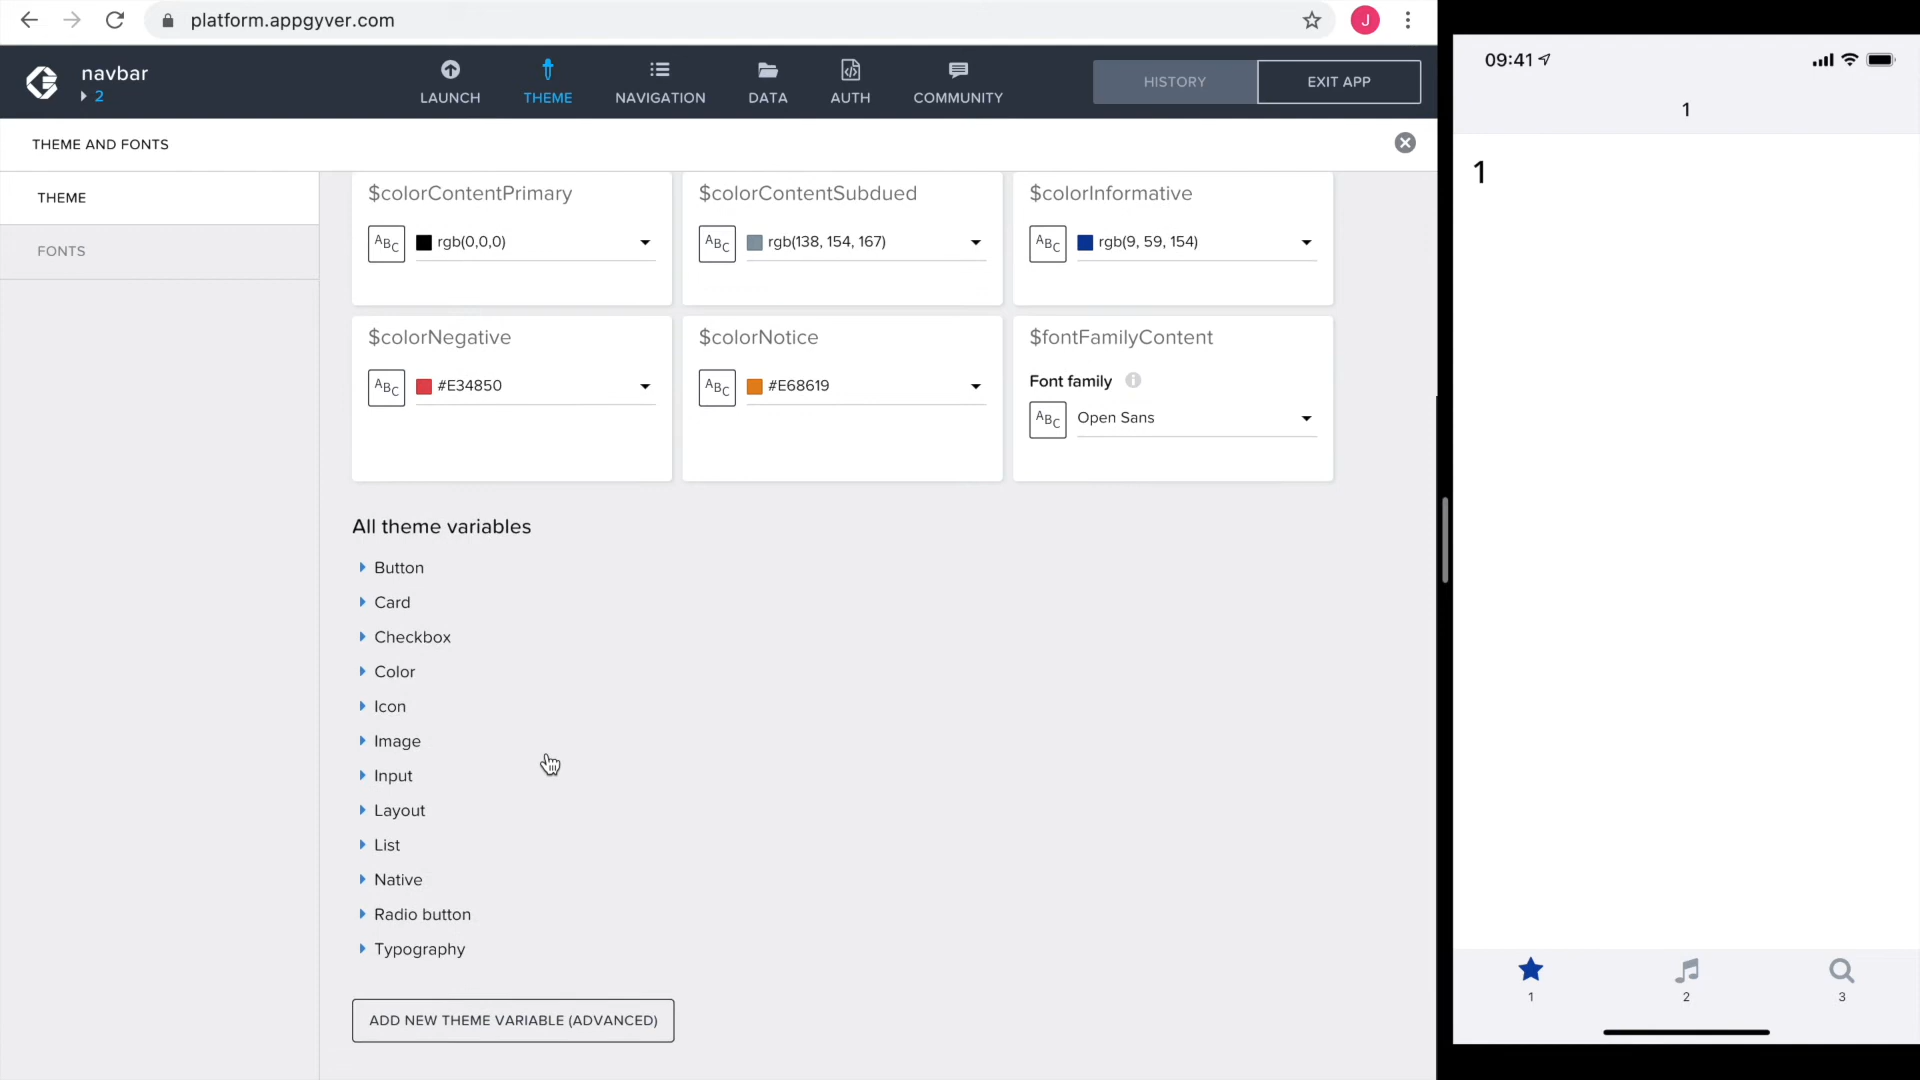 platform.appgyver.com
J
navbar
2
LAUNCH
THEME
NAVIGATION
DATA
AUTH
COMMUNITY
HISTORY
EXIT APP
THEME AND FONTS
THEME
FONTS
$colorContentPrimary
ABC
rgb(0,0,0)
$colorContentSubdued
ABC
rgb(138, 154, 167)
$colorInformative
ABC
rgb(9, 59, 154)
$colorNegative
ABC
#E34850
$colorNotice
ABC
#E68619
$fontFamilyContent
Font family
ABC
Open Sans
All theme variables
Button
Card
Checkbox
Color
Icon
Image
Input
Layout
List
Native
Radio button
Typography
ADD NEW THEME VARIABLE (ADVANCED)
09:41
1
1
1
2
3